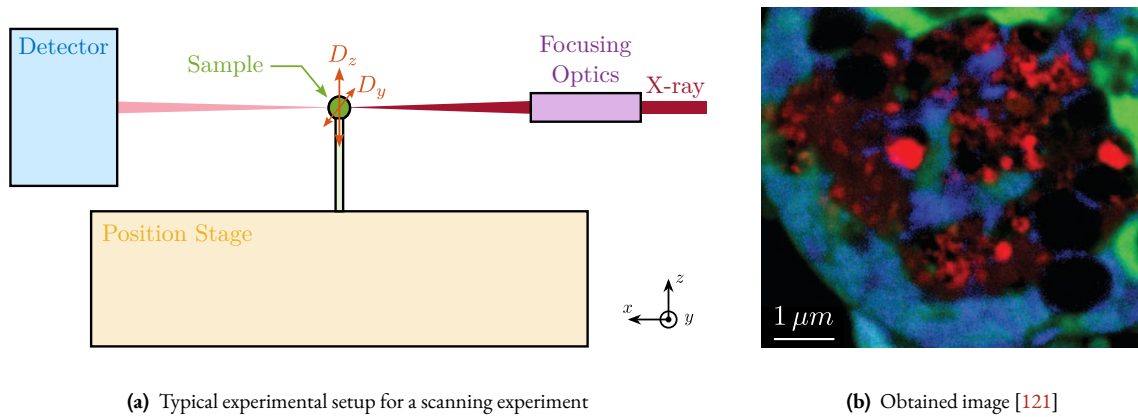 Detector
Sample
D_z
D_y
Focusing
Optics
X-ray
Position Stage
z
x
y
1 μm
(a) Typical experimental setup for a scanning experiment
(b) Obtained image [121]